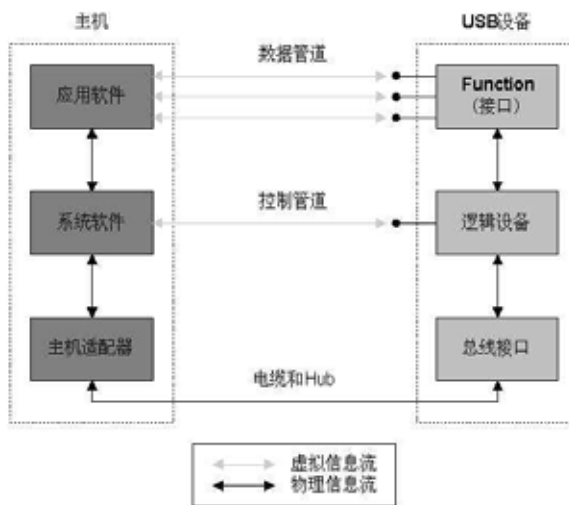 主机
USB设备
数据管道
应用软件
Function
(接口)
控制管道
系统软件
逻辑设备
主机适配器
总线接口
电缆和Hub
虚拟信息流
物理信息流